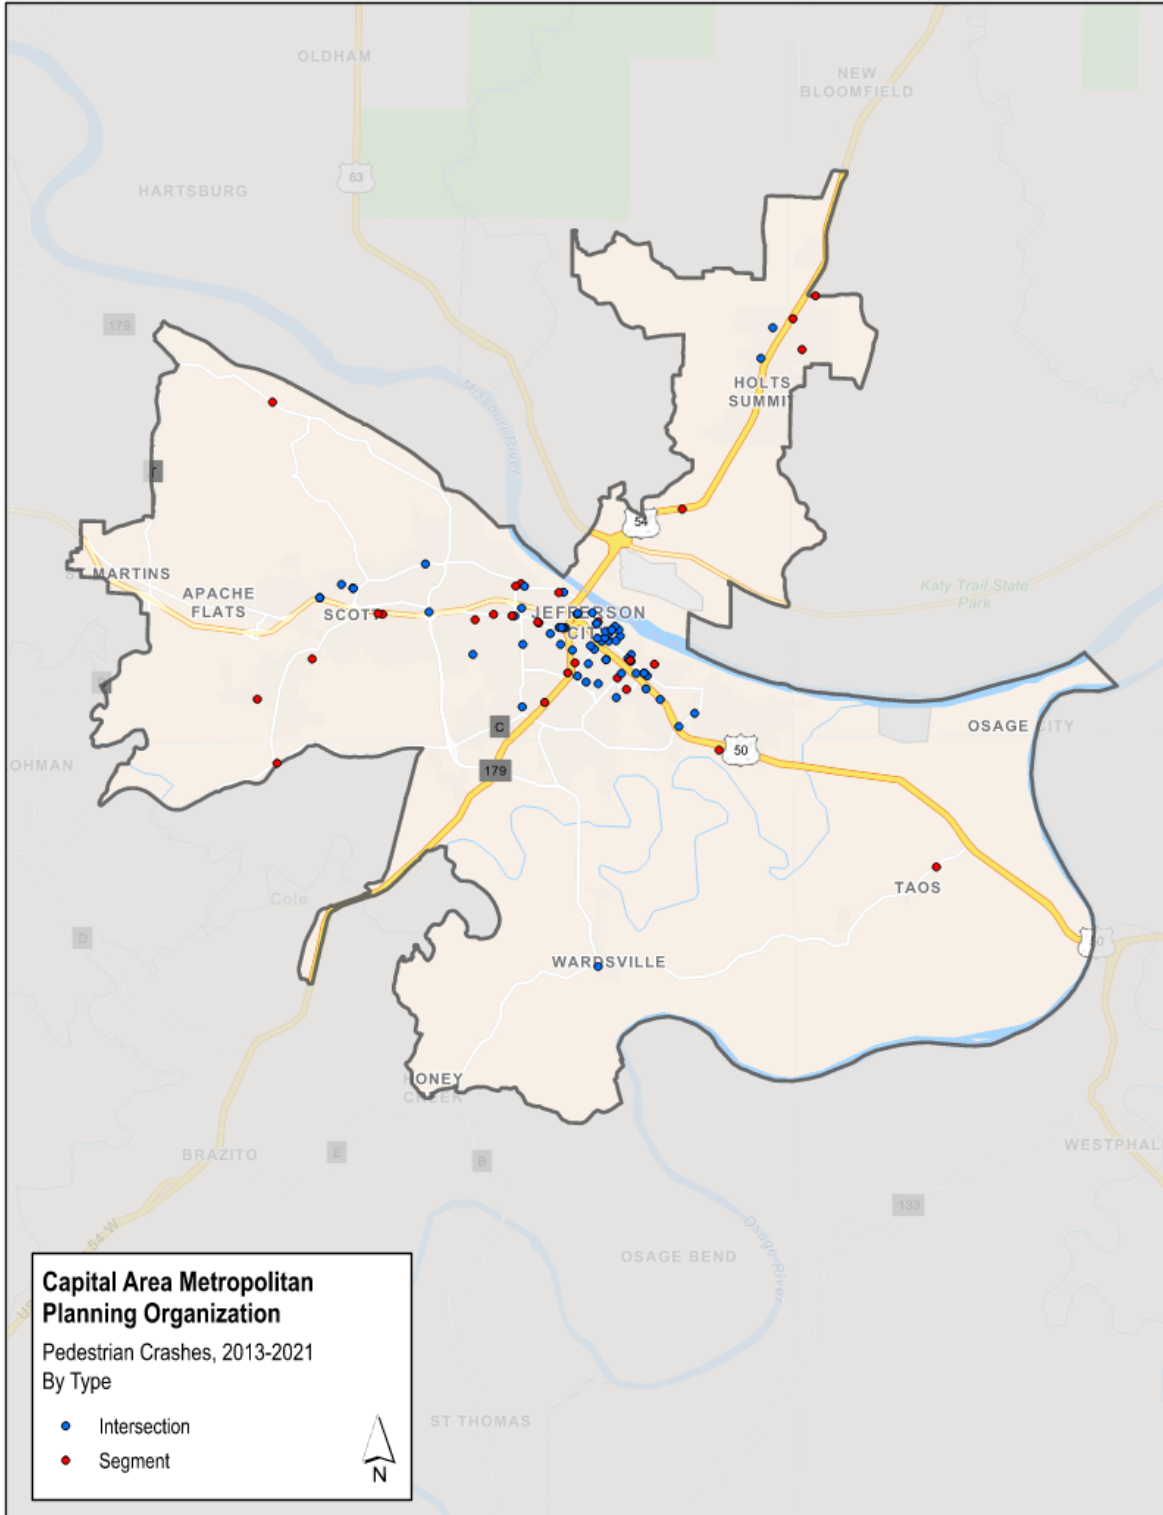 OLDHAM
NEW
BLOOMFIELD
63
HARTSBURG
179
Missouri River
HOLTS
SUMMIT
T
54
MARTINS
APACHE
FLATS
SCOTT
JEFFERSON
CITY
Katy Trail State
Park
C
179
50
OSAGE CITY
OHMAN
TAOS
Cole
D
50
WARDSVILLE
HONEY
CREEK
BRAZITO
E
B
WESTPHAL
133
54 W
US
OSAGE BEND
Osage River
ST THOMAS
Capital Area Metropolitan
Planning Organization
Pedestrian Crashes, 2013-2021
By Type
Intersection
Segment
N